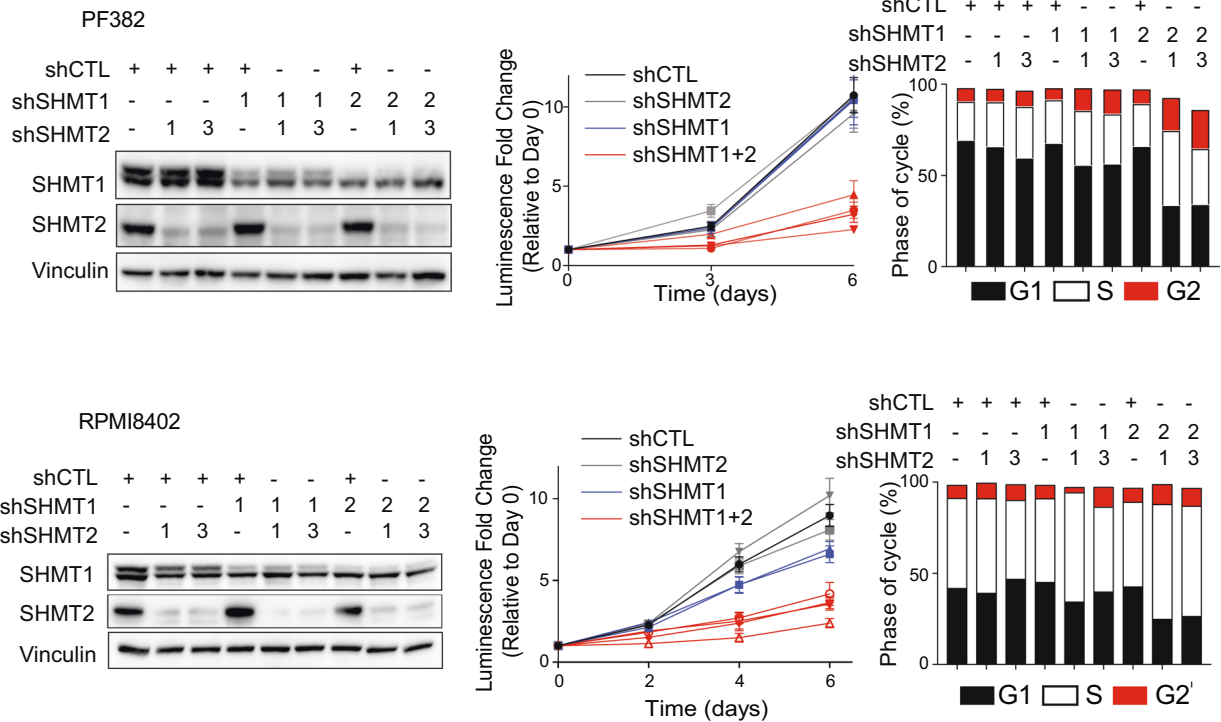 PF382
shCTL + + + + - - + - -
shSHMT1 - - - 1 1 1 2 2 2
shSHMT2 - 1 3 - 1 3 - 1 3
SHMT1
SHMT2
Vinculin
Luminescence Fold Change
(Relative to Day 0)
10
5
0
0 3 6
Time (days)
shCTL
shSHMT2
shSHMT1
shSHMT1+2
shCTL + + + + - - + - -
shSHMT1 - - - 1 1 1 2 2 2
shSHMT2 - 1 3 - 1 3 - 1 3
Phase of cycle (%)
100
50
0
G1 S G2
RPMI8402
shCTL + + + + - - + - -
shSHMT1 - - - 1 1 1 2 2 2
shSHMT2 - 1 3 - 1 3 - 1 3
SHMT1
SHMT2
Vinculin
Luminescence Fold Change
(Relative to Day 0)
10
5
0
0 2 4 6
Time (days)
shCTL
shSHMT2
shSHMT1
shSHMT1+2
shCTL + + + + - - + - -
shSHMT1 - - - 1 1 1 2 2 2
shSHMT2 - 1 3 - 1 3 - 1 3
Phase of cycle (%)
100
50
0
G1 S G2'